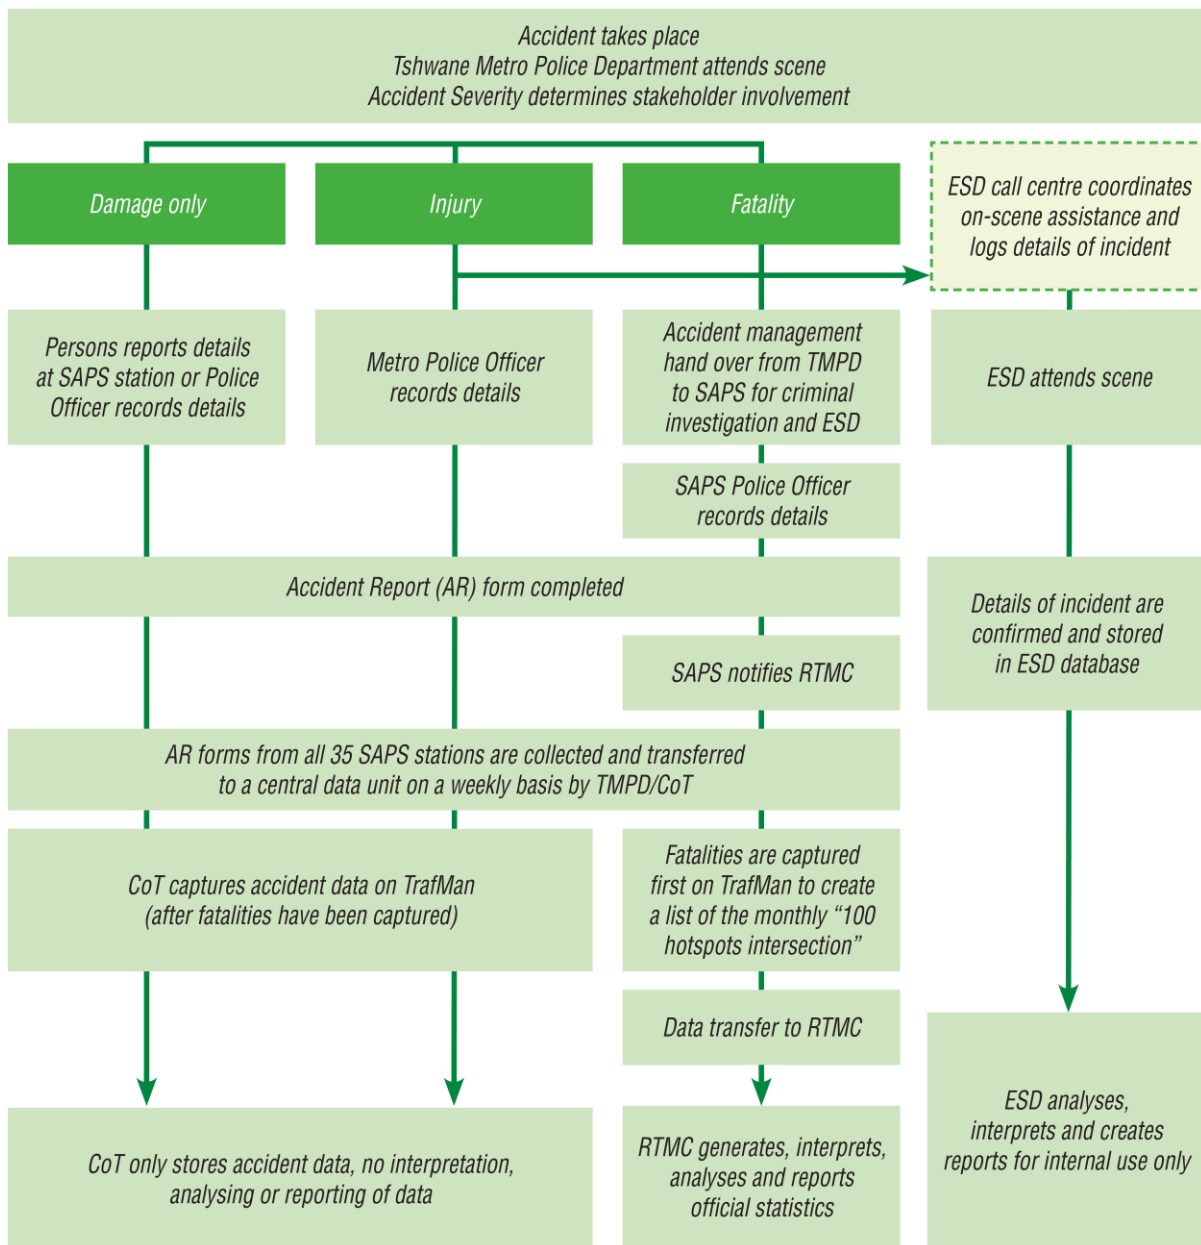 Accident takes place
Tshwane Metro Police Department attends scene
Accident Severity determines stakeholder involvement
Damage only
Injury
Fatality
ESD call centre coordinates
on-scene assistance and
logs details of incident
Persons reports details
at SAPS station or Police
Officer records details
Metro Police Officer
records details
Accident management
hand over from TMPD
to SAPS for criminal
investigation and ESD
ESD attends scene
SAPS Police Officer
records details
Accident Report (AR) form completed
Details of incident are
confirmed and stored
in ESD database
SAPS notifies RTMC
AR forms from all 35 SAPS stations are collected and transferred
to a central data unit on a weekly basis by TMPD/CoT
CoT captures accident data on TrafMan
(after fatalities have been captured)
Fatalities are captured
first on TrafMan to create
a list of the monthly “100
hotspots intersection”
Data transfer to RTMC
CoT only stores accident data, no interpretation,
analysing or reporting of data
RTMC generates, interprets,
analyses and reports
official statistics
ESD analyses,
interprets and creates
reports for internal use only